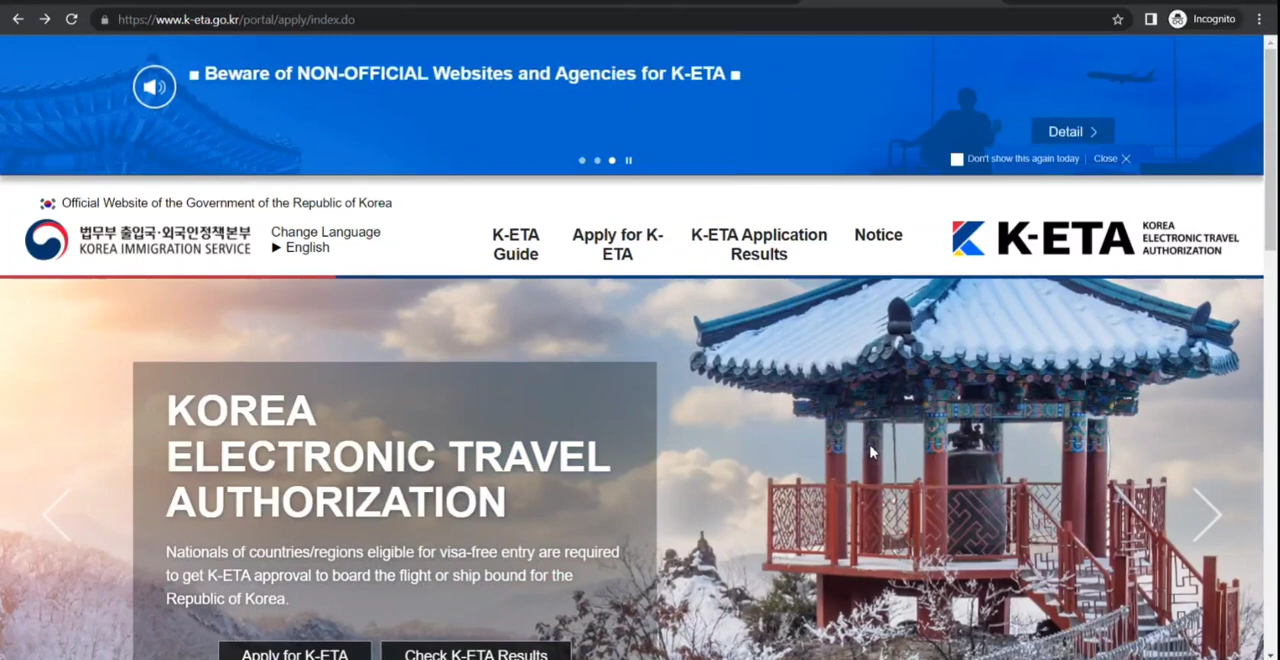 https://www.k-eta.go.kr/portal/apply/index.do
Incognito
■ Beware of NON-OFFICIAL Websites and Agencies for K-ETA ■
Detail
Don't show this again today
Close
Official Website of the Government of the Republic of Korea
법무부 출입국·외국인정책본부
KOREA IMMIGRATION SERVICE
Change Language
▶ English
K-ETA
Guide
Apply for K-
ETA
K-ETA Application
Results
Notice
K-ETA
KOREA
ELECTRONIC TRAVEL
AUTHORIZATION
KOREA
ELECTRONIC TRAVEL
AUTHORIZATION
Nationals of countries/regions eligible for visa-free entry are required
to get K-ETA approval to board the flight or ship bound for the
Republic of Korea.
Apply for K-ETA
Check K-ETA Results